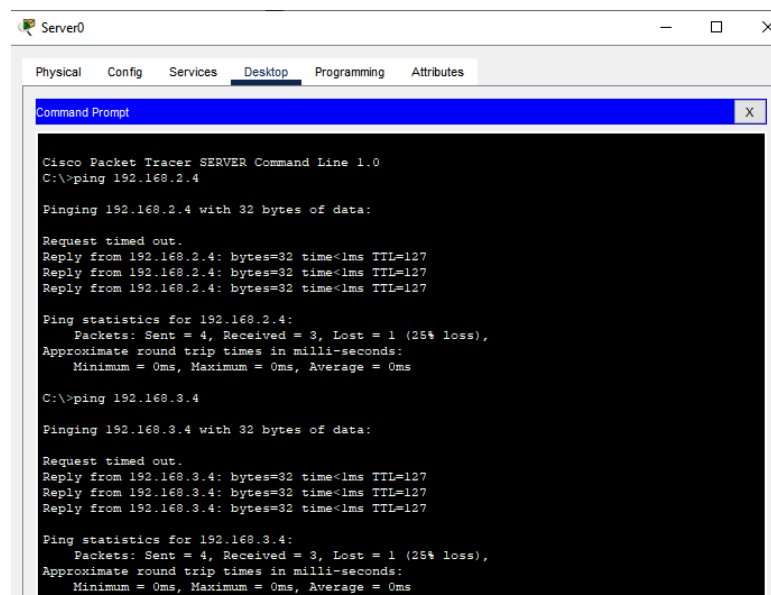 Server0
Physical Config Services Desktop Programming Attributes
Command Prompt X
Cisco Packet Tracer SERVER Command Line 1.0
C:\>ping 192.168.2.4
Pinging 192.168.2.4 with 32 bytes of data:
Request timed out.
Reply from 192.168.2.4: bytes=32 time<1ms TTL=127
Reply from 192.168.2.4: bytes=32 time<1ms TTL=127
Reply from 192.168.2.4: bytes=32 time<1ms TTL=127
Ping statistics for 192.168.2.4:
Packets: Sent = 4, Received = 3, Lost = 1 (25% loss),
Approximate round trip times in milli-seconds:
Minimum = 0ms, Maximum = 0ms, Average = 0ms
C:\>ping 192.168.3.4
Pinging 192.168.3.4 with 32 bytes of data:
Request timed out.
Reply from 192.168.3.4: bytes=32 time<1ms TTL=127
Reply from 192.168.3.4: bytes=32 time<1ms TTL=127
Reply from 192.168.3.4: bytes=32 time<1ms TTL=127
Ping statistics for 192.168.3.4:
Packets: Sent = 4, Received = 3, Lost = 1 (25% loss),
Approximate round trip times in milli-seconds:
Minimum = 0ms, Maximum = 0ms, Average = 0ms